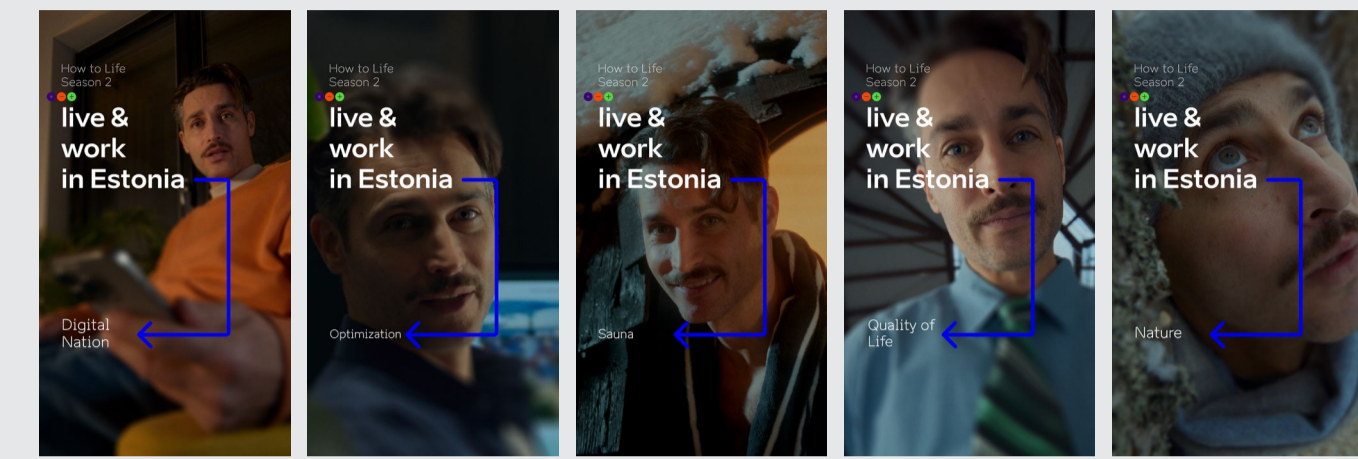 How to Life
Season 2
live &
work
in Estonia
Digital
Nation
How to Life
Season 2
live &
work
in Estonia
Optimization
How to Life
Season 2
live &
work
in Estonia
Sauna
How to Life
Season 2
live &
work
in Estonia
Quality of
Life
How to Life
Season 2
live &
work
in Estonia
Nature